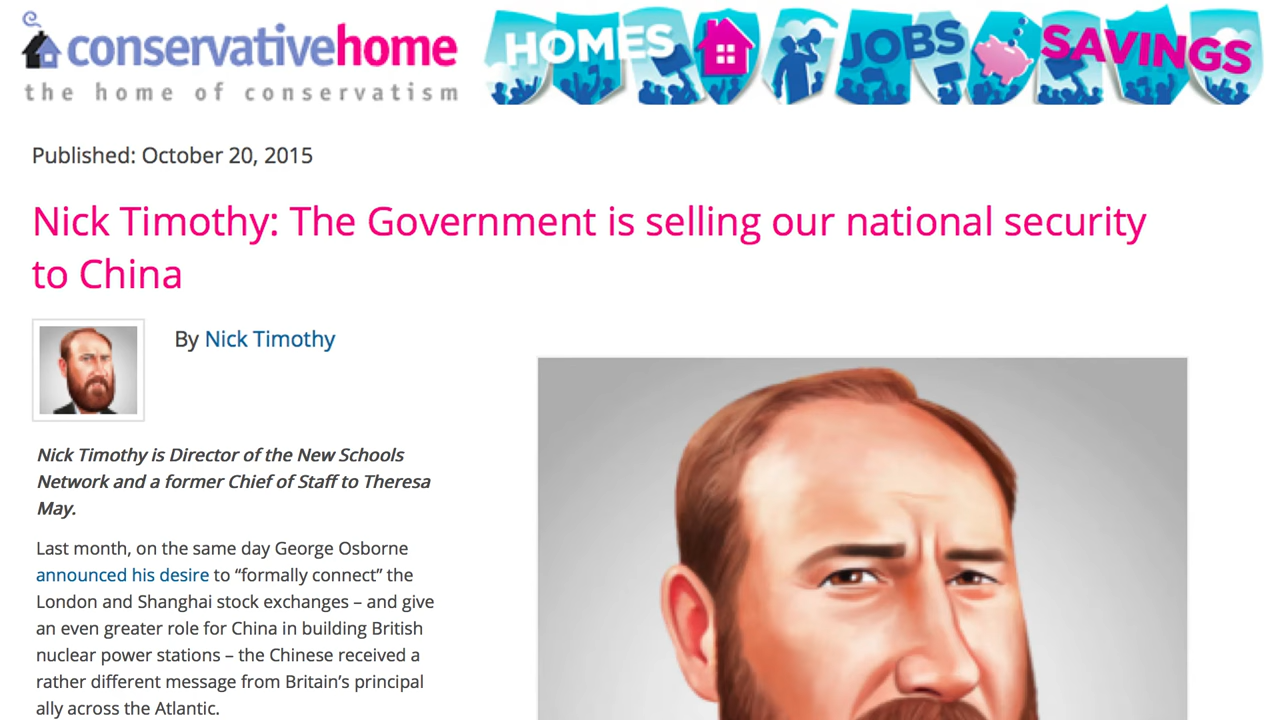 conservativehome
the home of conservatism
HOMES JOBS SAVINGS
Published: October 20, 2015
Nick Timothy: The Government is selling our national security
to China
By Nick Timothy
Nick Timothy is Director of the New Schools
Network and a former Chief of Staff to Theresa
May.
Last month, on the same day George Osborne
announced his desire to “formally connect” the
London and Shanghai stock exchanges – and give
an even greater role for China in building British
nuclear power stations – the Chinese received a
rather different message from Britain’s principal
ally across the Atlantic.